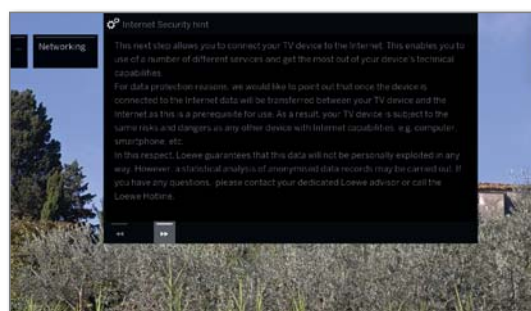 Internet Security hint
...
Networking
This next step allows you to connect your TV device to the Internet. This enables you to
use of a number of different services and get the most out of your device's technical
capabilities.
For data protection reasons, we would like to point out that once the device is
connected to the Internet data will be transferred between your TV device and the
Internet as this is a prerequisite for use. As a result, your TV device is subject to the
same risks and dangers as any other device with Internet capabilities, e.g. computer,
smartphone, etc.
In this respect, Loewe guarantees that this data will not be personally exploited in any
way. However, a statistical analysis of anonymised data records may be carried out. If
you have any questions, please contact your dedicated Loewe advisor or call the
Loewe Hotline.